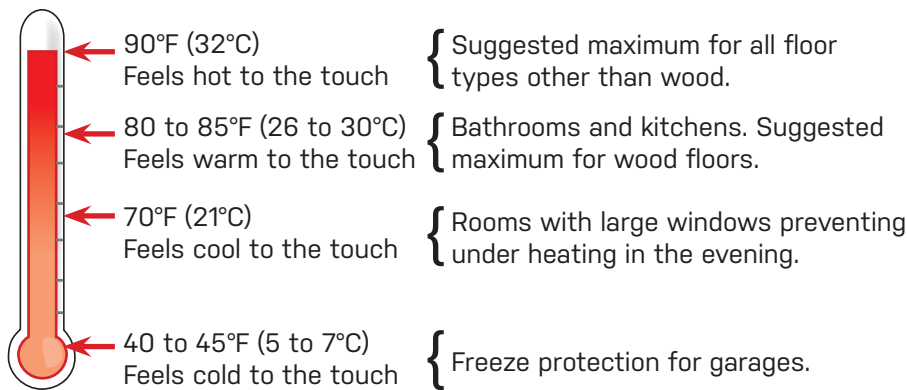 90°F (32°C)
Feels hot to the touch
{ Suggested maximum for all floor
types other than wood.
80 to 85°F (26 to 30°C)
Feels warm to the touch
{ Bathrooms and kitchens. Suggested
maximum for wood floors.
70°F (21°C)
Feels cool to the touch
{ Rooms with large windows preventing
under heating in the evening.
40 to 45°F (5 to 7°C)
Feels cold to the touch
{ Freeze protection for garages.